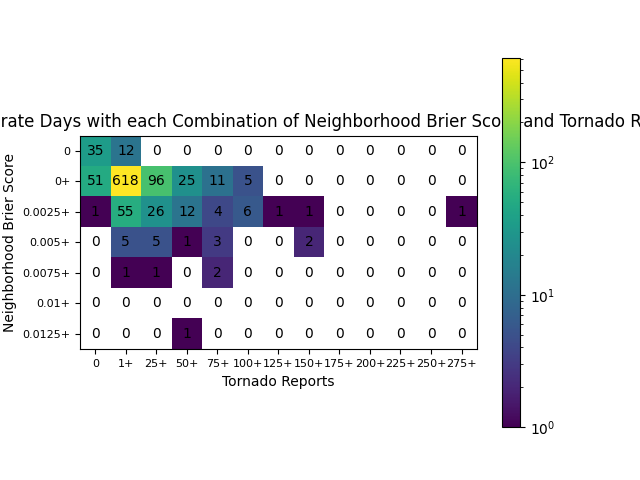 rate Days with each Combination of Neighborhood Brier Sco and Tornado R
Neighborhood Brier Score
0 35 12 0 0 0 0 0 0 0 0 0 0 0
0+ 51 618 96 25 11 5 0 0 0 0 0 0 0
0.0025+ 1 55 26 12 4 6 1 1 0 0 0 0 1
0.005+ 0 5 5 1 3 0 0 2 0 0 0 0 0
0.0075+ 0 1 1 0 2 0 0 0 0 0 0 0 0
0.01+ 0 0 0 0 0 0 0 0 0 0 0 0 0
0.0125+ 0 0 0 1 0 0 0 0 0 0 0 0 0
0 1+ 25+ 50+ 75+ 100+ 125+ 150+ 175+ 200+ 225+ 250+ 275+
Tornado Reports
10²
10¹
10⁰